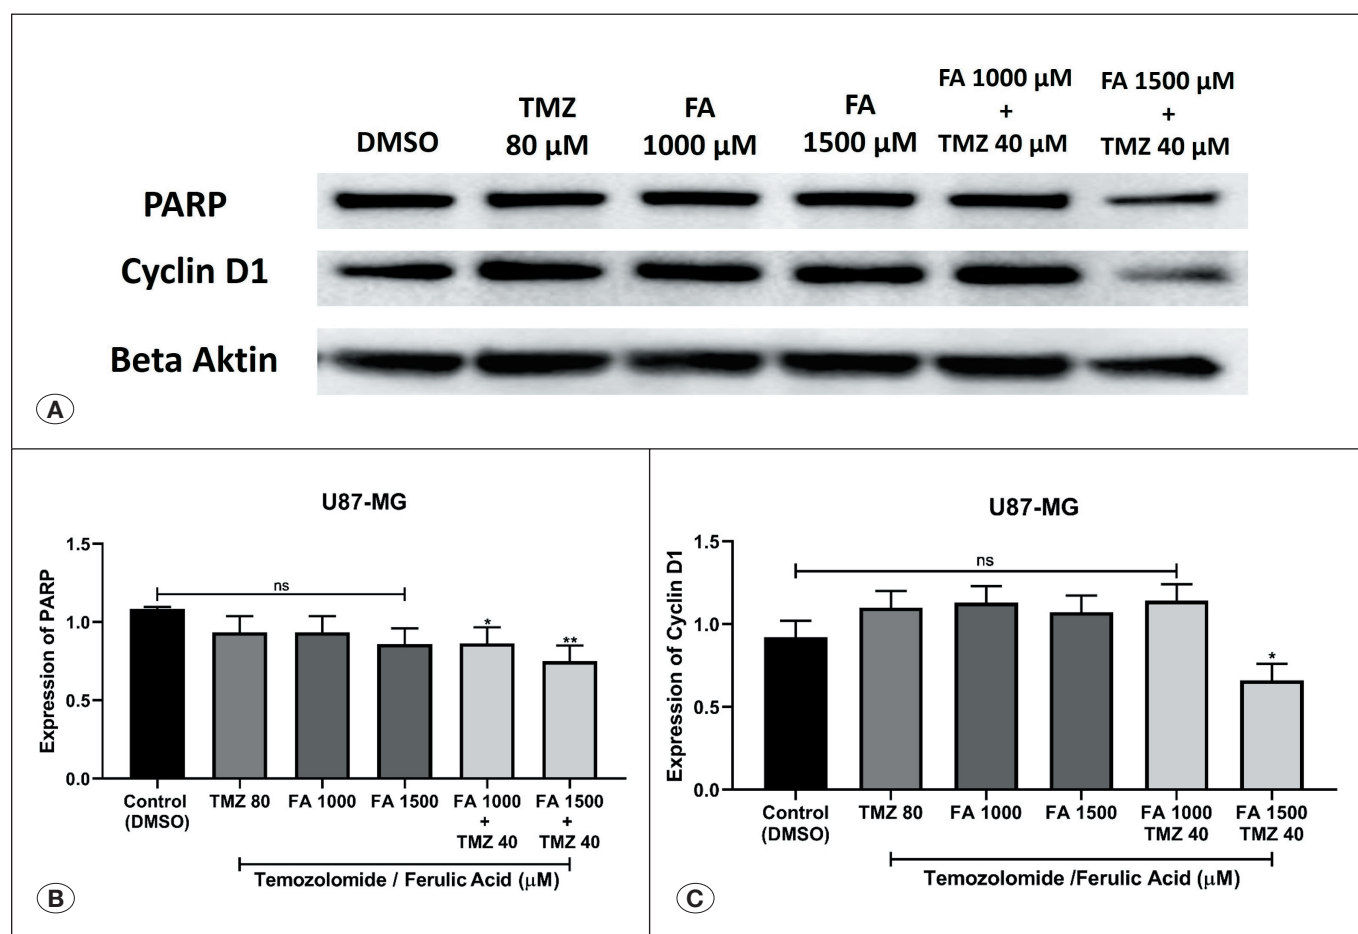 DMSO
TMZ
80 μM
FA
1000 μM
FA
1500 μM
FA 1000 μM
+
TMZ 40 μM
FA 1500 μM
+
TMZ 40 μM
PARP
Cyclin D1
Beta Aktin
A
U87-MG
Expression of PARP
1.5
1.0
0.5
0.0
ns
*
**
Control
(DMSO)
TMZ 80
FA 1000
FA 1500
FA 1000
+
TMZ 40
FA 1500
+
TMZ 40
Temozolomide / Ferulic Acid (μM)
B
U87-MG
Expression of Cyclin D1
1.5
1.0
0.5
0.0
ns
*
Control
(DMSO)
TMZ 80
FA 1000
FA 1500
FA 1000
TMZ 40
FA 1500
TMZ 40
Temozolomide /Ferulic Acid (μM)
C